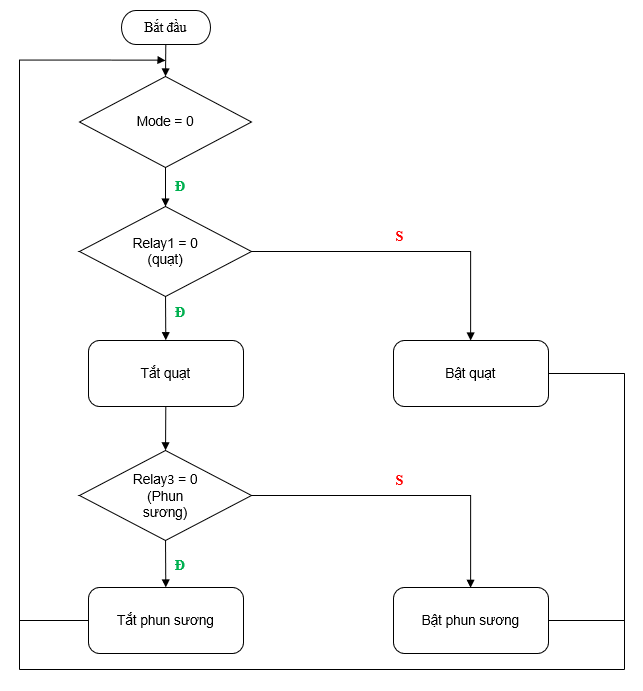 Bắt đầu
Mode = 0
Đ
Relay1 = 0
(quạt)
S
Đ
Tắt quạt
Bật quạt
Relay3 = 0
(Phun
sương)
S
Đ
Tắt phun sương
Bật phun sương